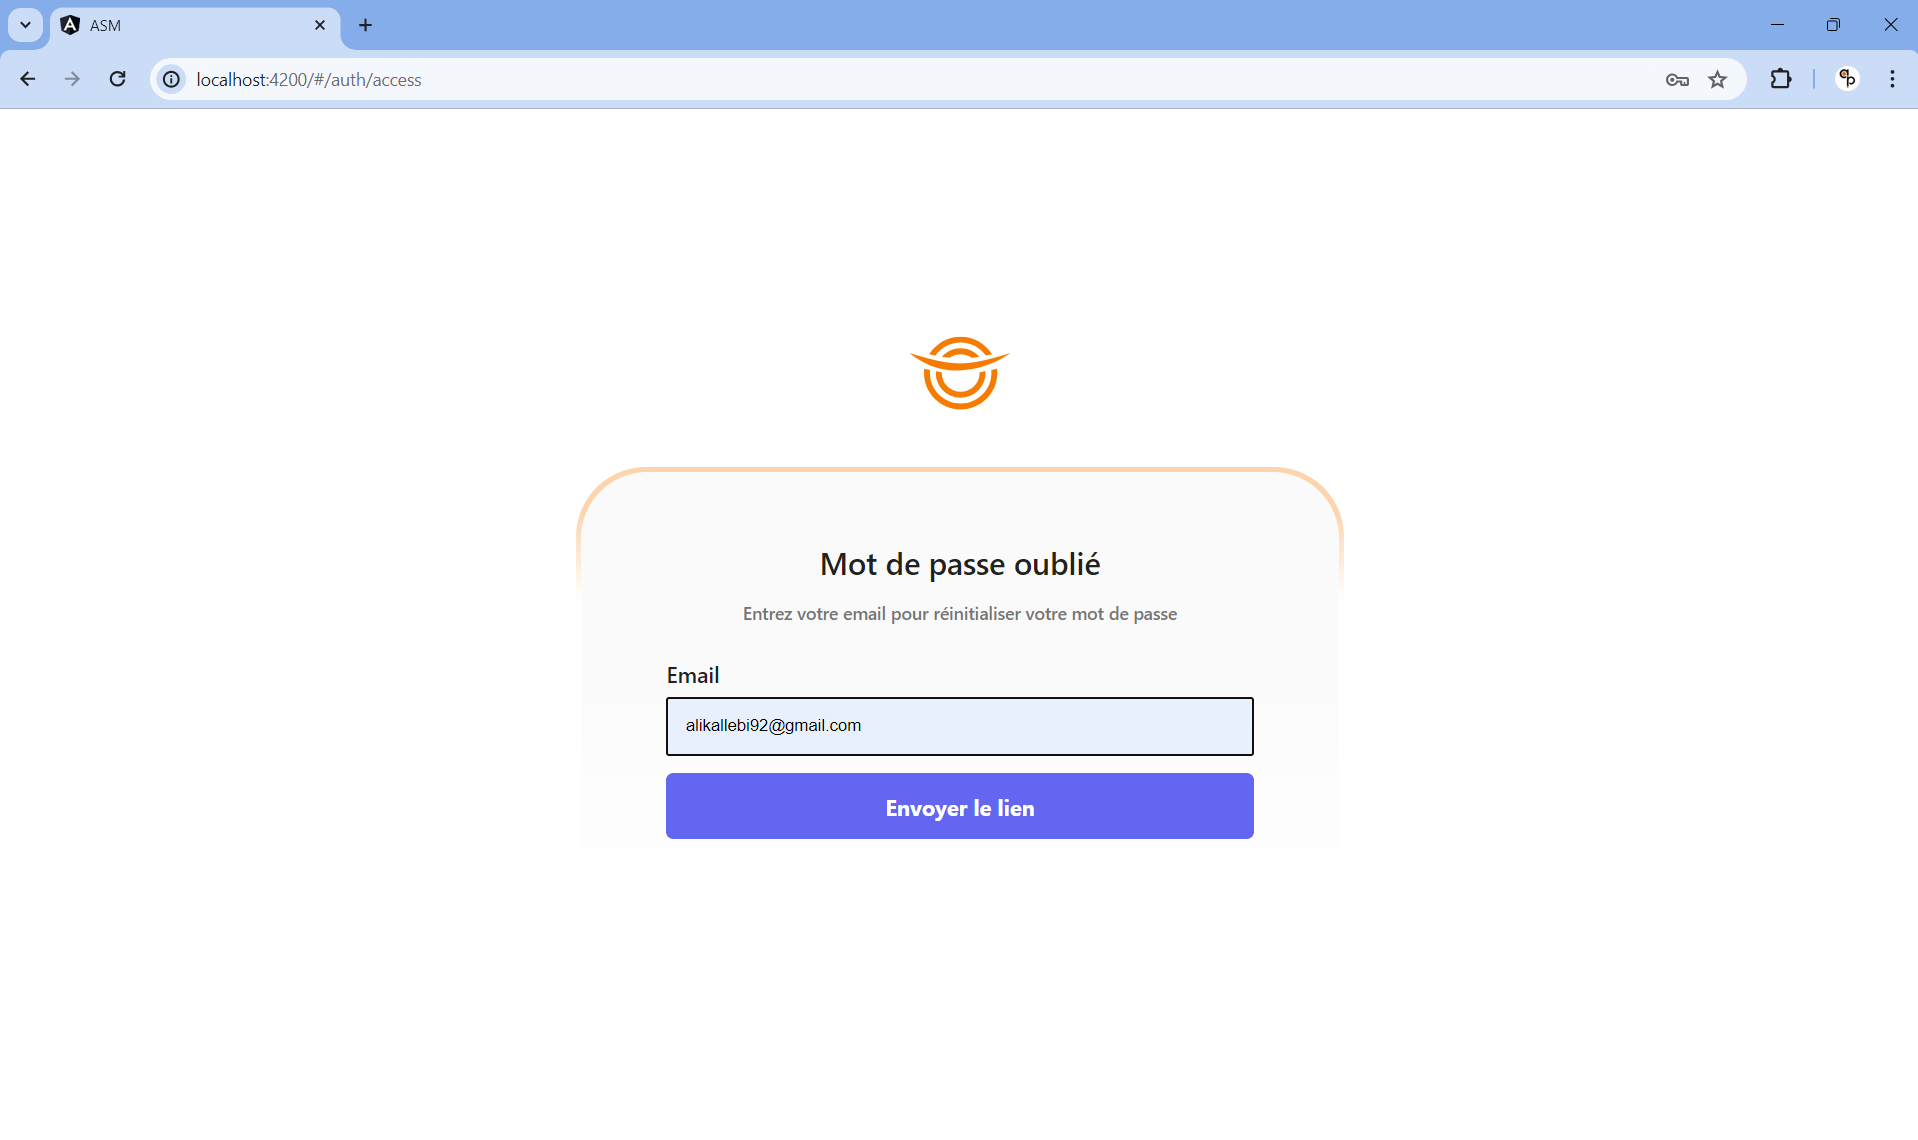 ASM
localhost:4200/#/auth/access
Mot de passe oublié
Entrez votre email pour réinitialiser votre mot de passe
Email
alikallebi92@gmail.com
Envoyer le lien